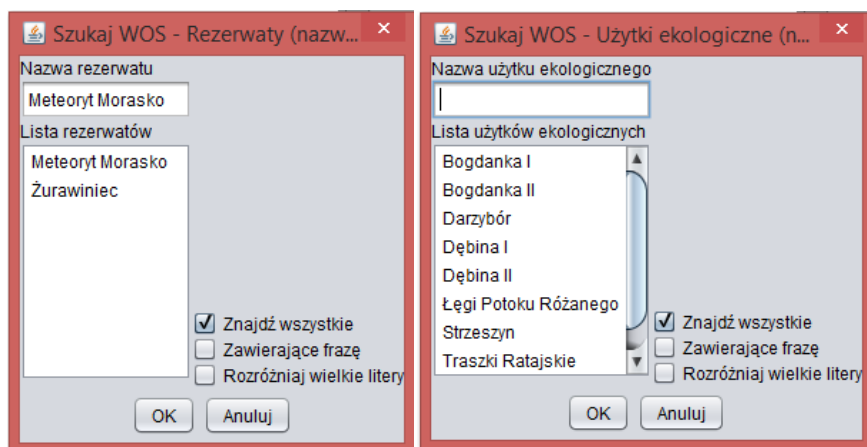 Szukaj WOS - Rezerwaty (nazw...
Nazwa rezerwatu
Meteoryt Morasko
Lista rezerwatów
Meteoryt Morasko
Żurawiniec
Znajdź wszystkie
Zawierające frazę
Rozróżniaj wielkie litery
OK
Anuluj
Szukaj WOS - Użytki ekologiczne (n...
Nazwa użytku ekologicznego
Lista użytków ekologicznych
Bogdanka I
Bogdanka II
Darzybór
Dębina I
Dębina II
Łęgi Potoku Różanego
Strzeszyn
Traszki Ratajskie
Znajdź wszystkie
Zawierające frazę
Rozróżniaj wielkie litery
OK
Anuluj